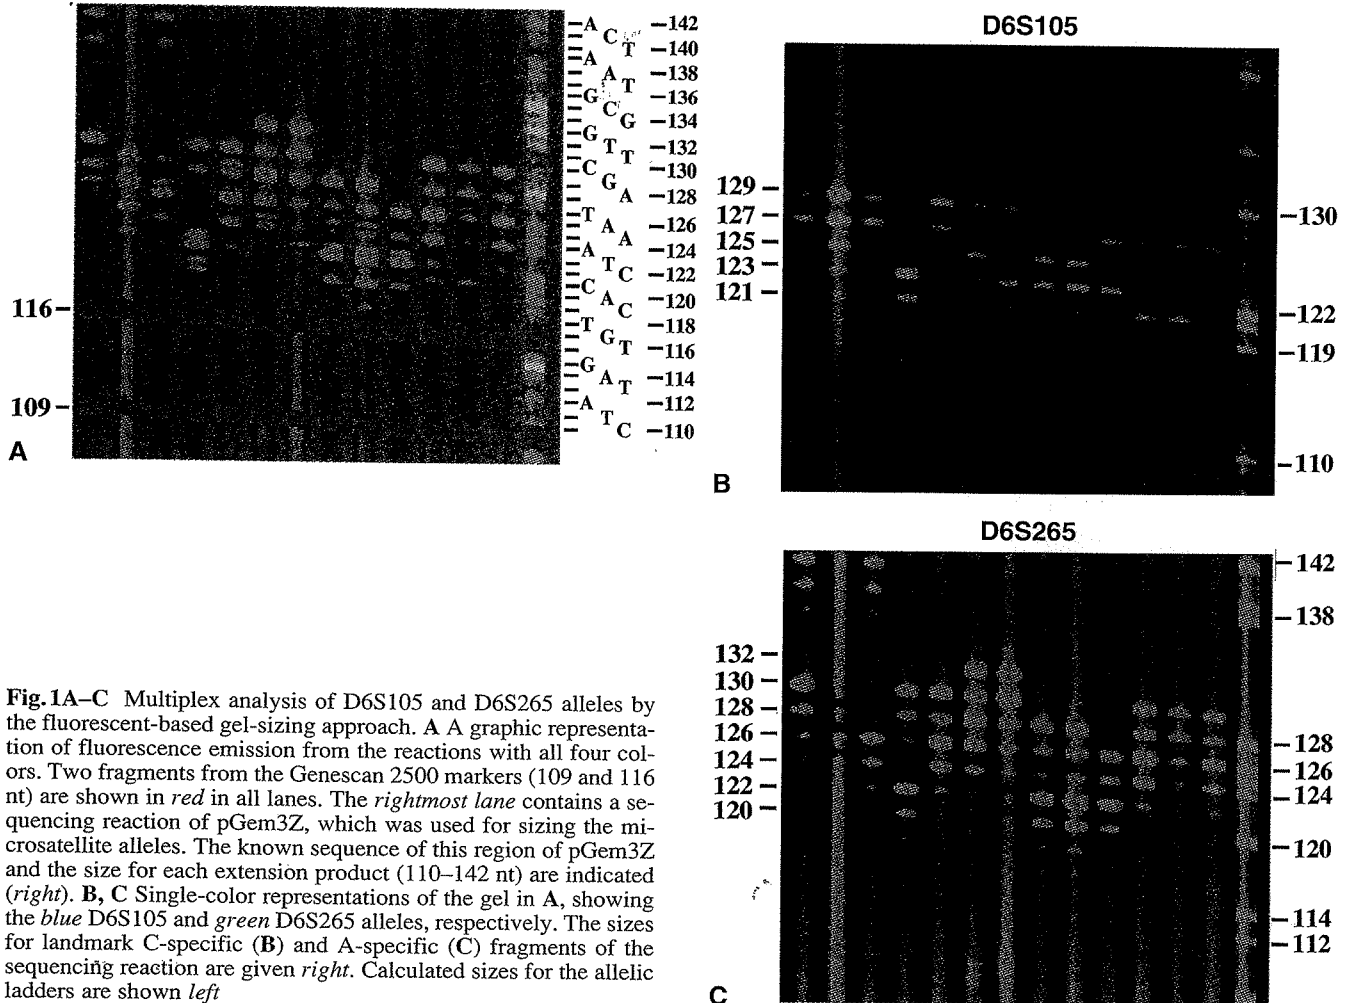 A
C
T
A
A
T
G
C
G
G
T
T
C
G
A
T
A
A
A
T
C
C
A
C
T
G
T
G
A
T
A
T
C
142
140
138
136
134
132
130
128
126
124
122
120
118
116
114
112
110
116
109
A
D6S105
129
127
125
123
121
130
122
119
110
B
D6S265
132
130
128
126
124
122
120
142
138
128
126
124
120
114
112
C
Fig. 1A–C Multiplex analysis of D6S105 and D6S265 alleles by
the fluorescent-based gel-sizing approach. A A graphic representa-
tion of fluorescence emission from the reactions with all four col-
ors. Two fragments from the Genescan 2500 markers (109 and 116
nt) are shown in red in all lanes. The rightmost lane contains a se-
quencing reaction of pGem3Z, which was used for sizing the mi-
crosatellite alleles. The known sequence of this region of pGem3Z
and the size for each extension product (110–142 nt) are indicated
(right). B, C Single-color representations of the gel in A, showing
the blue D6S105 and green D6S265 alleles, respectively. The sizes
for landmark C-specific (B) and A-specific (C) fragments of the
sequencing reaction are given right. Calculated sizes for the allelic
ladders are shown left